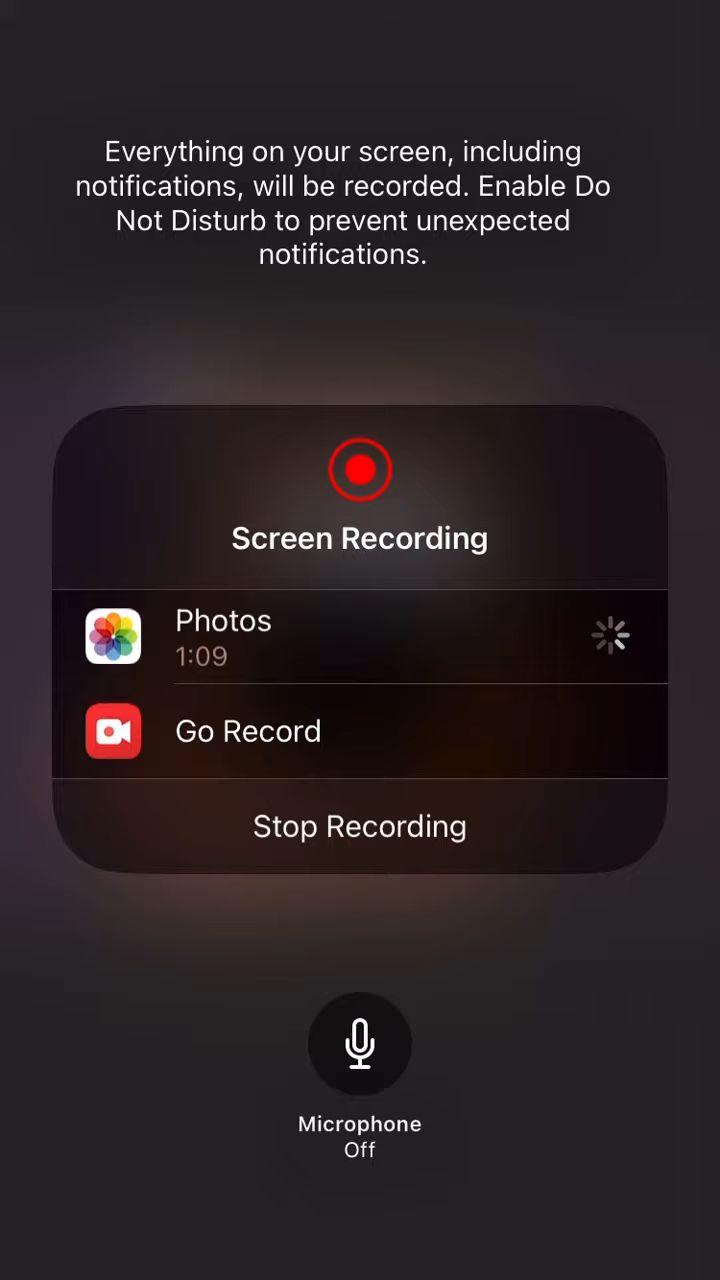 Everything on your screen, including
notifications, will be recorded. Enable Do
Not Disturb to prevent unexpected
notifications.
Screen Recording
Photos
1:09
Go Record
Stop Recording
Microphone
Off